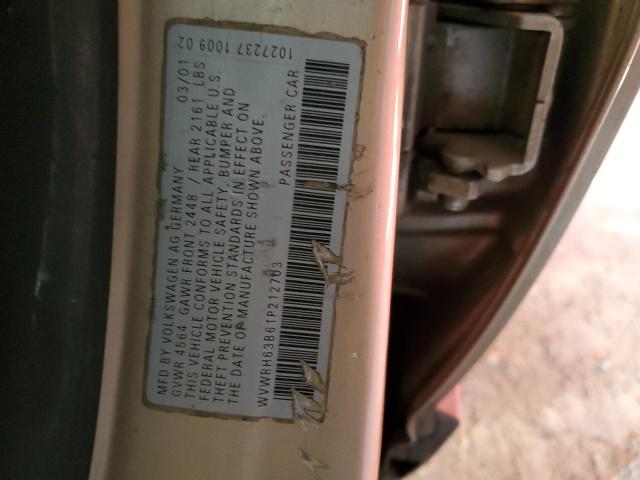 MFD BY VOLKSWAGEN AG GERMANY 03/01
GVWR 4564 GAWR FRONT 2448 / REAR 2161 LBS
THIS VEHICLE CONFORMS TO ALL APPLICABLE U.S.
FEDERAL MOTOR VEHICLE SAFETY, BUMPER AND
THEFT PREVENTION STANDARDS IN EFFECT ON
THE DATE OF MANUFACTURE SHOWN ABOVE.
WVWRH63B61P212703 PASSENGER CAR
1027237 1009 02